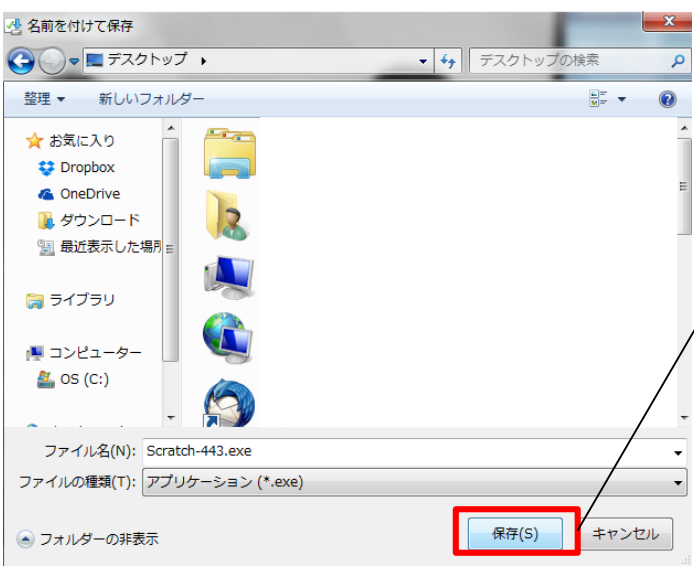 名前を付けて保存
デスクトップ
デスクトップの検索
整理 新しいフォルダー
お気に入り
Dropbox
OneDrive
ダウンロード
最近表示した場所
ライブラリ
コンピューター
OS (C:)
ファイル名(N): Scratch-443.exe
ファイルの種類(T): アプリケーション (*.exe)
フォルダーの非表示
保存(S)
キャンセル